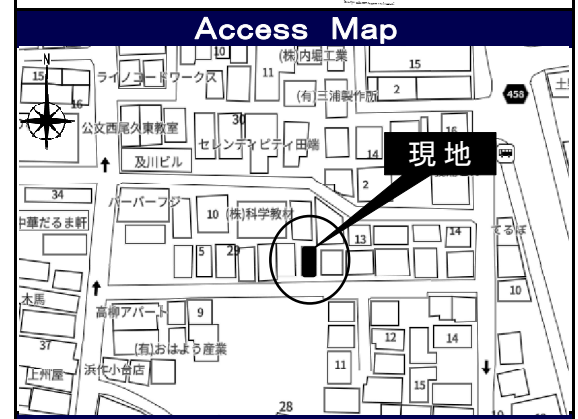 Access Map
N
10
(株)内堀工業
15
15
ライノコードワークス
11
(有)三浦製作所
2
458
16
公文西尾久東教室
30
セレンティピティ田端
16
及川ビル
14
現地
34
バーバーフジ
2
中華だるま軒
10
(株)科学教材
13
14
てるぼ
5
29
木馬
10
高柳アパート
9
37
(有)おはよう産業
12
14
上州屋
浜作小台店
11
15
28
10